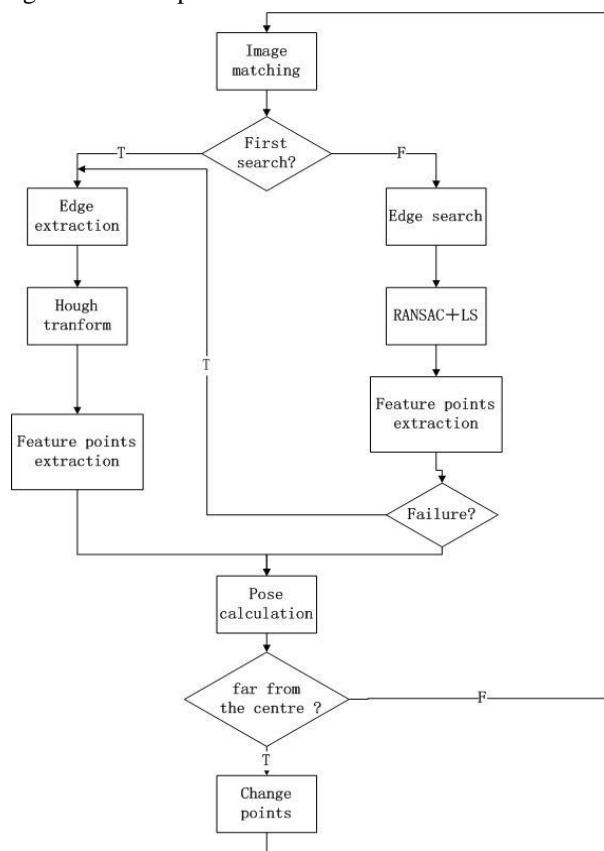 Image
matching
First
search?
T
F
Edge
extraction
Edge search
Hough
tranform
RANSAC+LS
T
Feature points
extraction
Feature points
extraction
Failure?
Pose
calculation
far from
the centre ?
F
T
Change
points